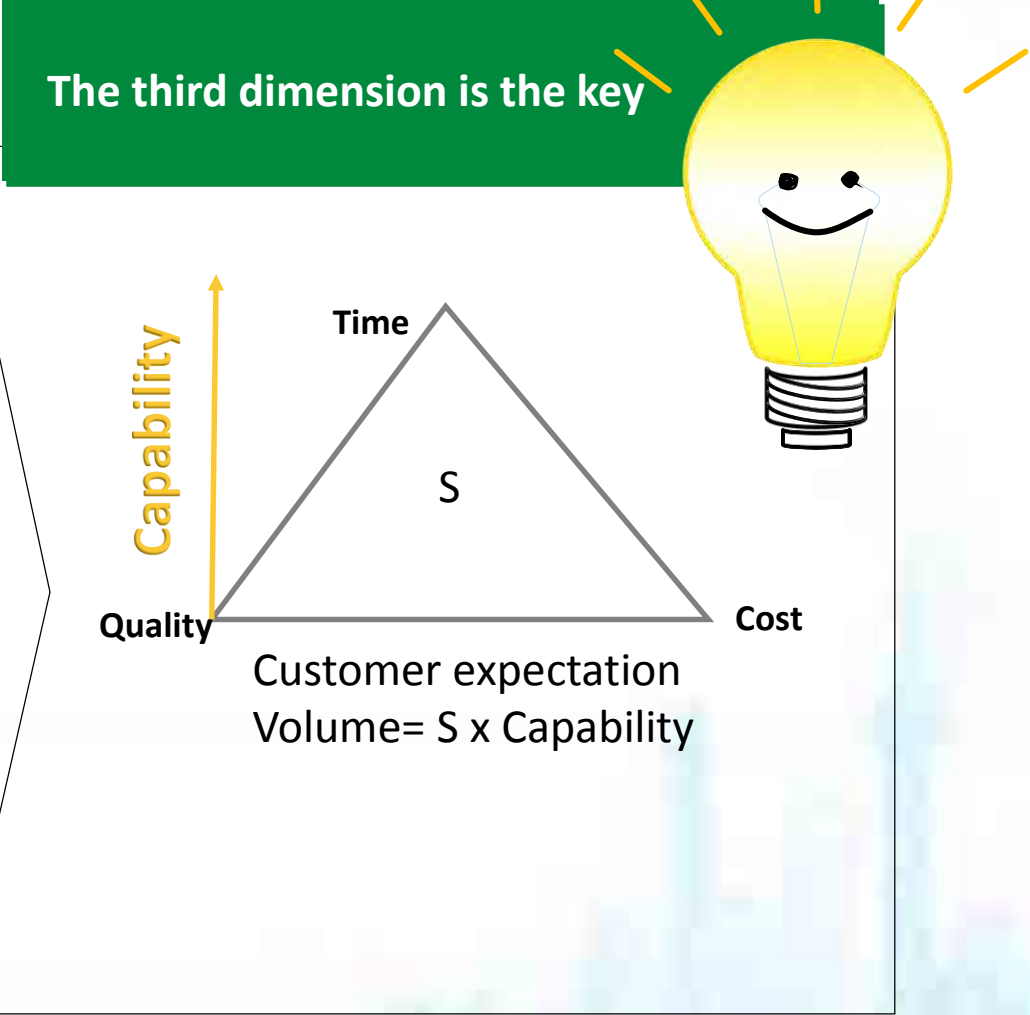 The third dimension is the key
Capability
Time
S
Quality
Cost
Customer expectation
Volume= S x Capability